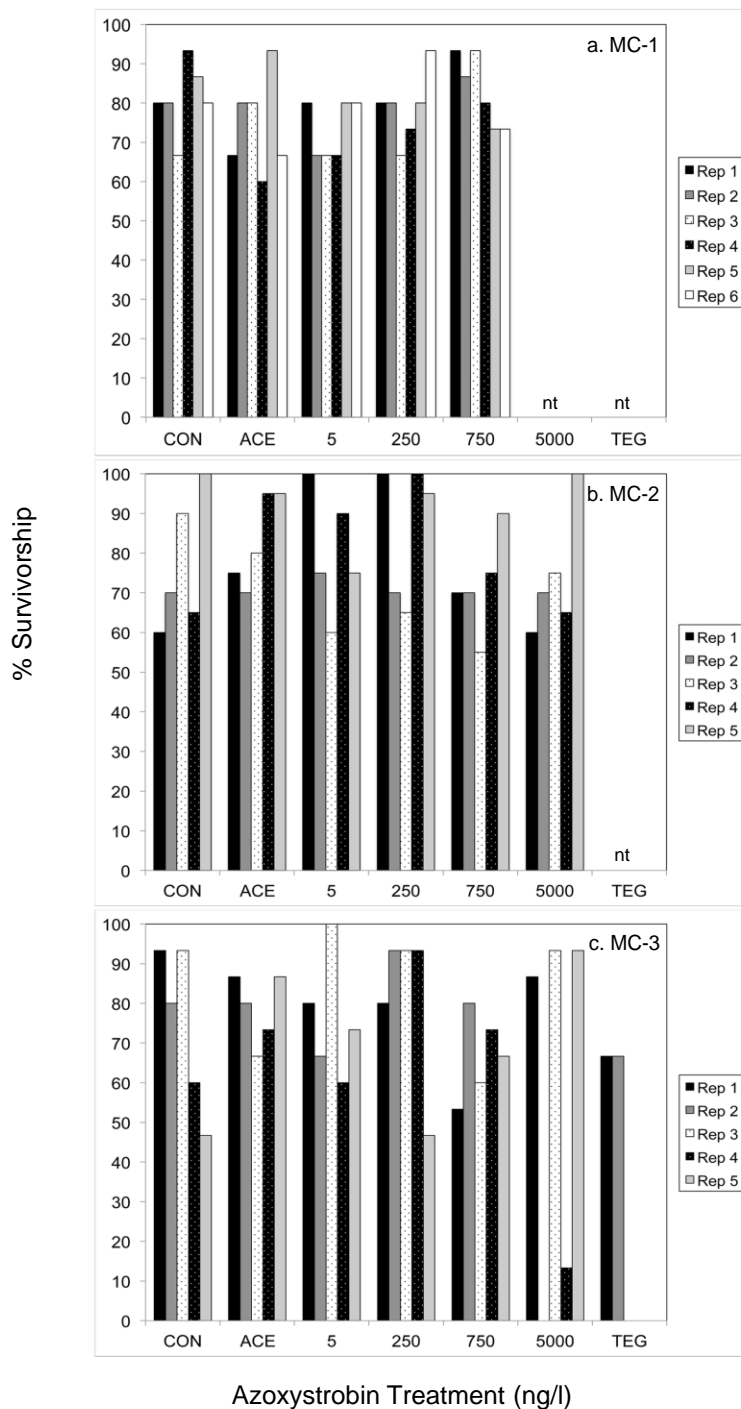 a. MC-1
100
90
80
70
60
50
40
30
20
10
0
nt nt
CON ACE 5 250 750 5000 TEG
Rep 1
Rep 2
Rep 3
Rep 4
Rep 5
Rep 6
% Survivorship
b. MC-2
100
90
80
70
60
50
40
30
20
10
0
nt
CON ACE 5 250 750 5000 TEG
Rep 1
Rep 2
Rep 3
Rep 4
Rep 5
c. MC-3
100
90
80
70
60
50
40
30
20
10
0
CON ACE 5 250 750 5000 TEG
Rep 1
Rep 2
Rep 3
Rep 4
Rep 5
Azoxystrobin Treatment (ng/l)